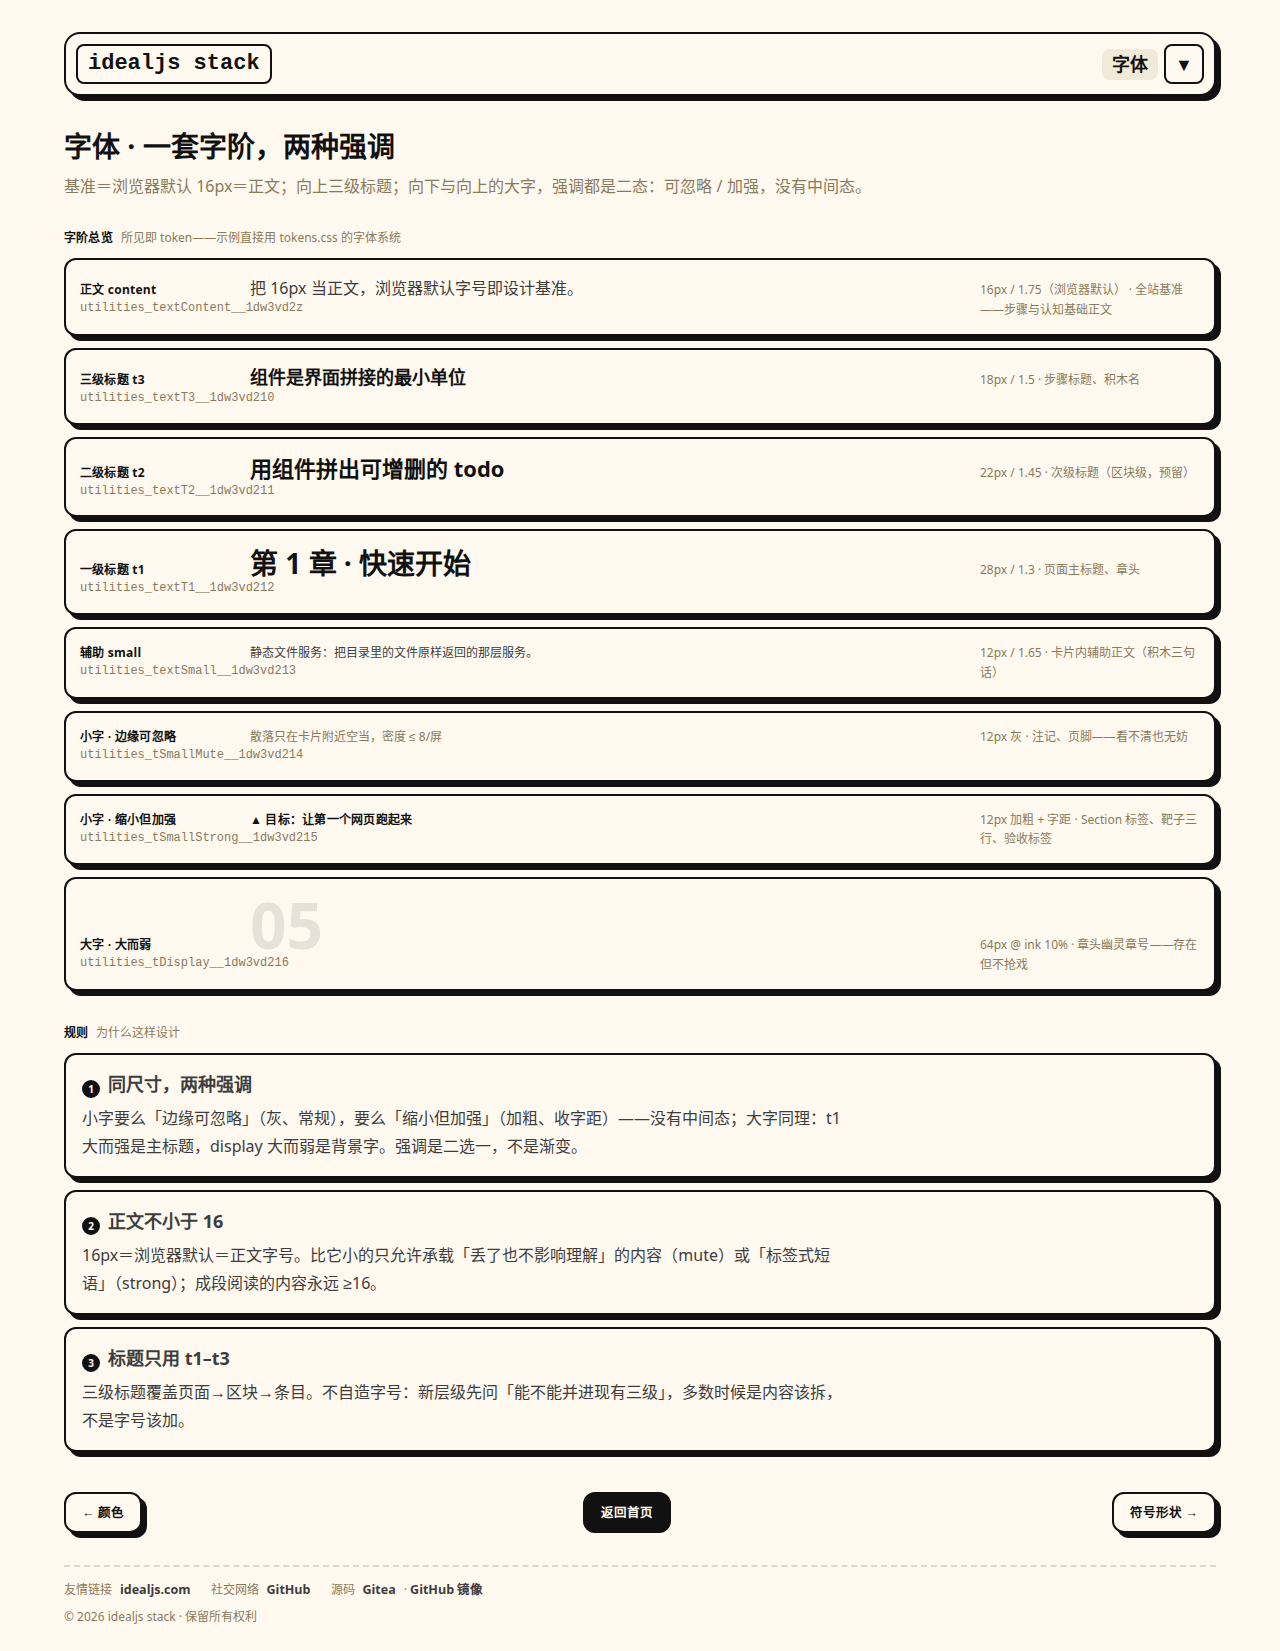 idealjs stack
字体 ▼
字体 · 一套字阶，两种强调
基准＝浏览器默认 16px＝正文；向上三级标题；向下与向上的大字，强调都是二态：可忽略 / 加强，没有中间态。
字阶总览 所见即 token——示例直接用 tokens.css 的字体系统
正文 content
utilities_textContent__1dw3vd2z
把 16px 当正文，浏览器默认字号即设计基准。
16px / 1.75（浏览器默认） · 全站基准
——步骤与认知基础正文
三级标题 t3
utilities_textT3__1dw3vd210
组件是界面拼接的最小单位
18px / 1.5 · 步骤标题、积木名
二级标题 t2
utilities_textT2__1dw3vd211
用组件拼出可增删的 todo
22px / 1.45 · 次级标题（区块级，预留）
一级标题 t1
utilities_textT1__1dw3vd212
第 1 章 · 快速开始
28px / 1.3 · 页面主标题、章头
辅助 small
utilities_textSmall__1dw3vd213
静态文件服务：把目录里的文件原样返回的那层服务。
12px / 1.65 · 卡片内辅助正文（积木三句
话）
小字 · 边缘可忽略
utilities_tSmallMute__1dw3vd214
散落只在卡片附近空当，密度 ≤ 8/屏
12px 灰 · 注记、页脚——看不清也无妨
小字 · 缩小但加强
utilities_tSmallStrong__1dw3vd215
▲ 目标：让第一个网页跑起来
12px 加粗 + 字距 · Section 标签、靶子三
行、验收标签
大字 · 大而弱
utilities_tDisplay__1dw3vd216
05
64px @ ink 10% · 章头幽灵章号——存在
但不抢戏
规则 为什么这样设计
1 同尺寸，两种强调
小字要么「边缘可忽略」（灰、常规），要么「缩小但加强」（加粗、收字距）——没有中间态；大字同理：t1
大而强是主标题，display 大而弱是背景字。强调是二选一，不是渐变。
2 正文不小于 16
16px＝浏览器默认＝正文字号。比它小的只允许承载「丢了也不影响理解」的内容（mute）或「标签式短
语」（strong）；成段阅读的内容永远 ≥16。
3 标题只用 t1–t3
三级标题覆盖页面→区块→条目。不自造字号：新层级先问「能不能并进现有三级」，多数时候是内容该拆，
不是字号该加。
← 颜色
返回首页
符号形状 →
友情链接 idealjs.com 社交网络 GitHub 源码 Gitea · GitHub 镜像
© 2026 idealjs stack · 保留所有权利